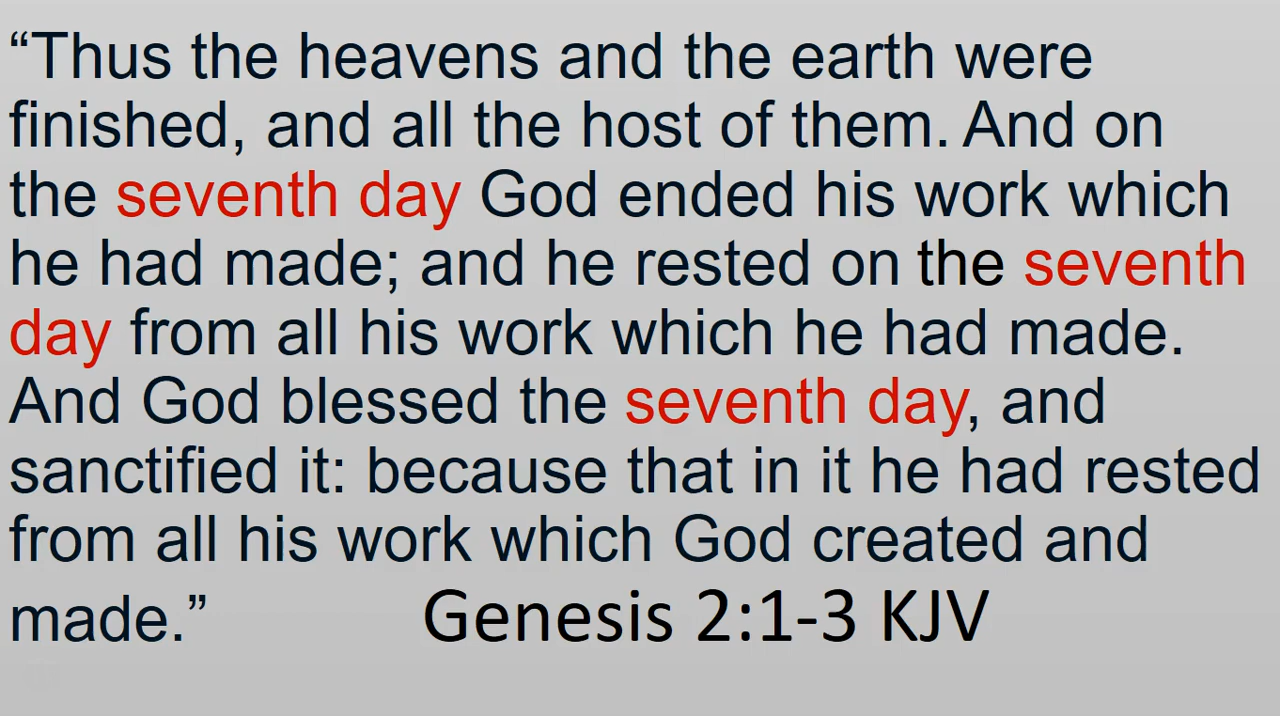 “Thus the heavens and the earth were
finished, and all the host of them. And on
the seventh day God ended his work which
he had made; and he rested on the seventh
day from all his work which he had made.
And God blessed the seventh day, and
sanctified it: because that in it he had rested
from all his work which God created and
made.” Genesis 2:1-3 KJV